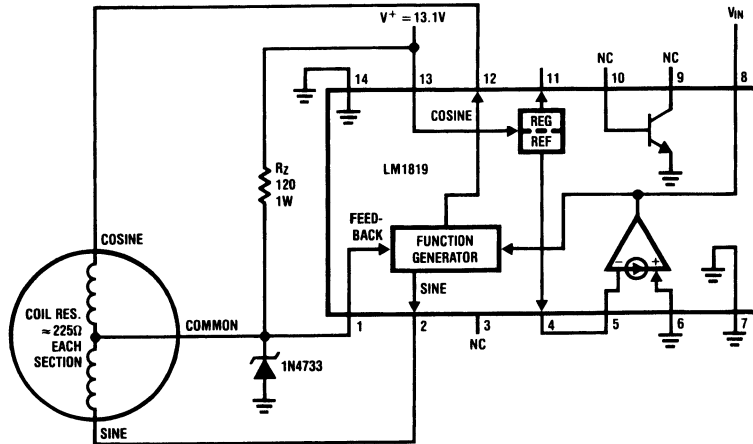 V+ = 13.1V
VIN
NC
NC
14
13
12
11
10
9
8
COSINE
REG
REF
RZ
120
1W
LM1819
FEED-
BACK
FUNCTION
GENERATOR
COSINE
SINE
COIL RES.
≈225Ω
EACH
SECTION
COMMON
1
2
3
4
5
6
7
NC
1N4733
SINE
- +